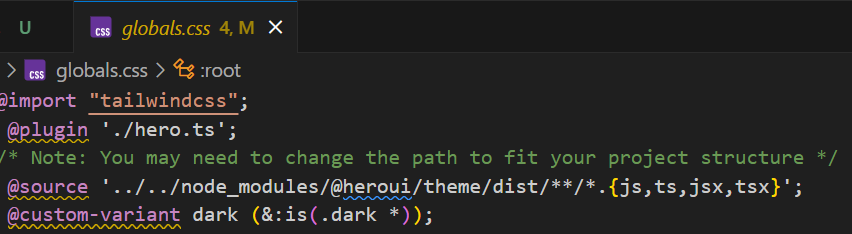 U
CSS globals.css 4, M ×
> CSS globals.css > :root
@import "tailwindcss";
@plugin './hero.ts';
/* Note: You may need to change the path to fit your project structure */
@source '../../node_modules/@heroui/theme/dist/**/*.{js,ts,jsx,tsx}';
@custom-variant dark (&:is(.dark *));